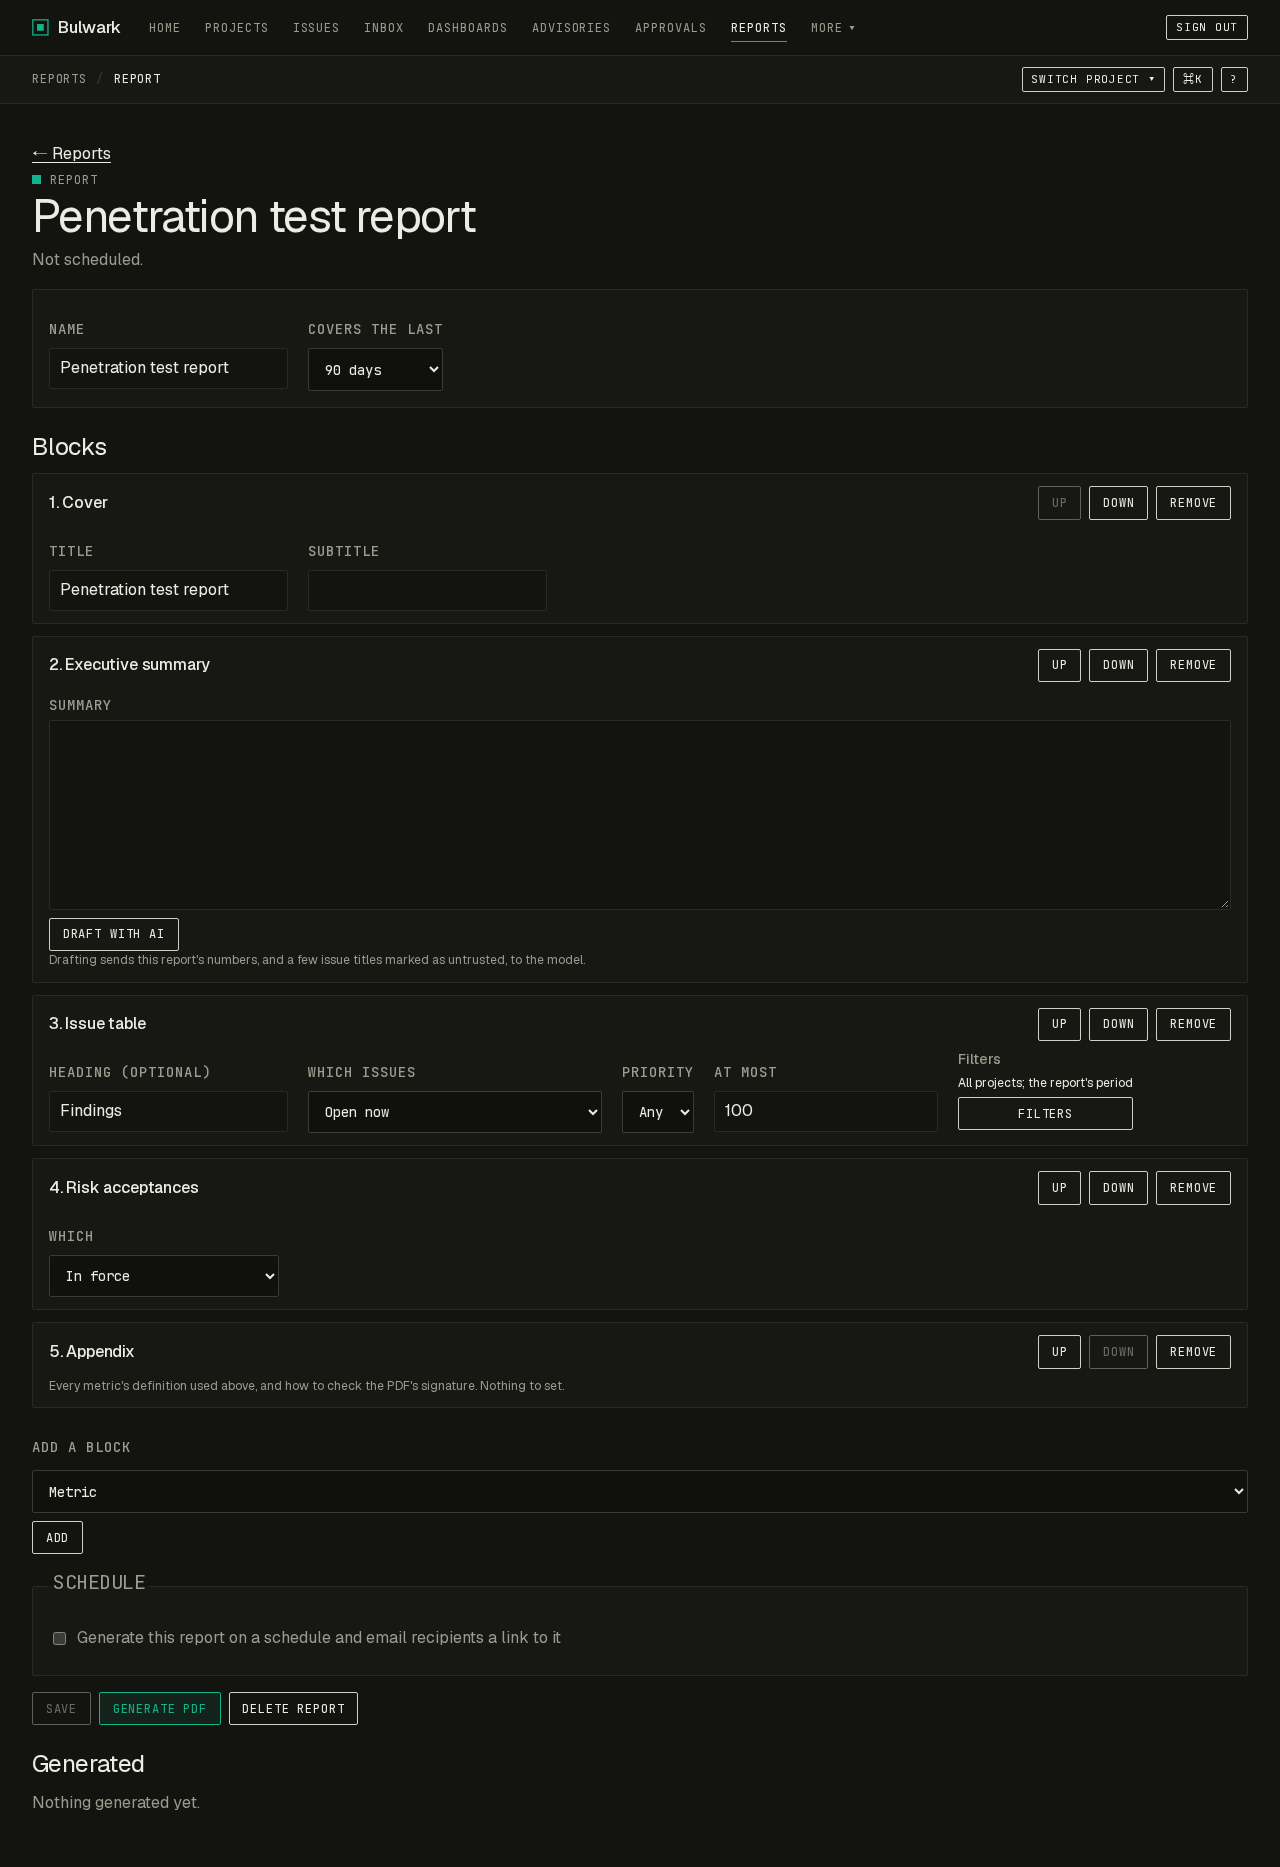 Bulwark HOME PROJECTS ISSUES INBOX DASHBOARDS ADVISORIES APPROVALS REPORTS MORE ▾ SIGN OUT
REPORTS / REPORT SWITCH PROJECT ▾ ⌘K ?
← Reports
REPORT
Penetration test report
Not scheduled.
NAME COVERS THE LAST
Penetration test report 90 days
Blocks
1. Cover UP DOWN REMOVE
TITLE SUBTITLE
Penetration test report
2. Executive summary UP DOWN REMOVE
SUMMARY
DRAFT WITH AI
Drafting sends this report's numbers, and a few issue titles marked as untrusted, to the model.
3. Issue table UP DOWN REMOVE
HEADING (OPTIONAL) WHICH ISSUES PRIORITY AT MOST Filters
Findings Open now Any 100 All projects; the report's period
FILTERS
4. Risk acceptances UP DOWN REMOVE
WHICH
In force
5. Appendix UP DOWN REMOVE
Every metric's definition used above, and how to check the PDF's signature. Nothing to set.
ADD A BLOCK
Metric
ADD
SCHEDULE
Generate this report on a schedule and email recipients a link to it
SAVE GENERATE PDF DELETE REPORT
Generated
Nothing generated yet.